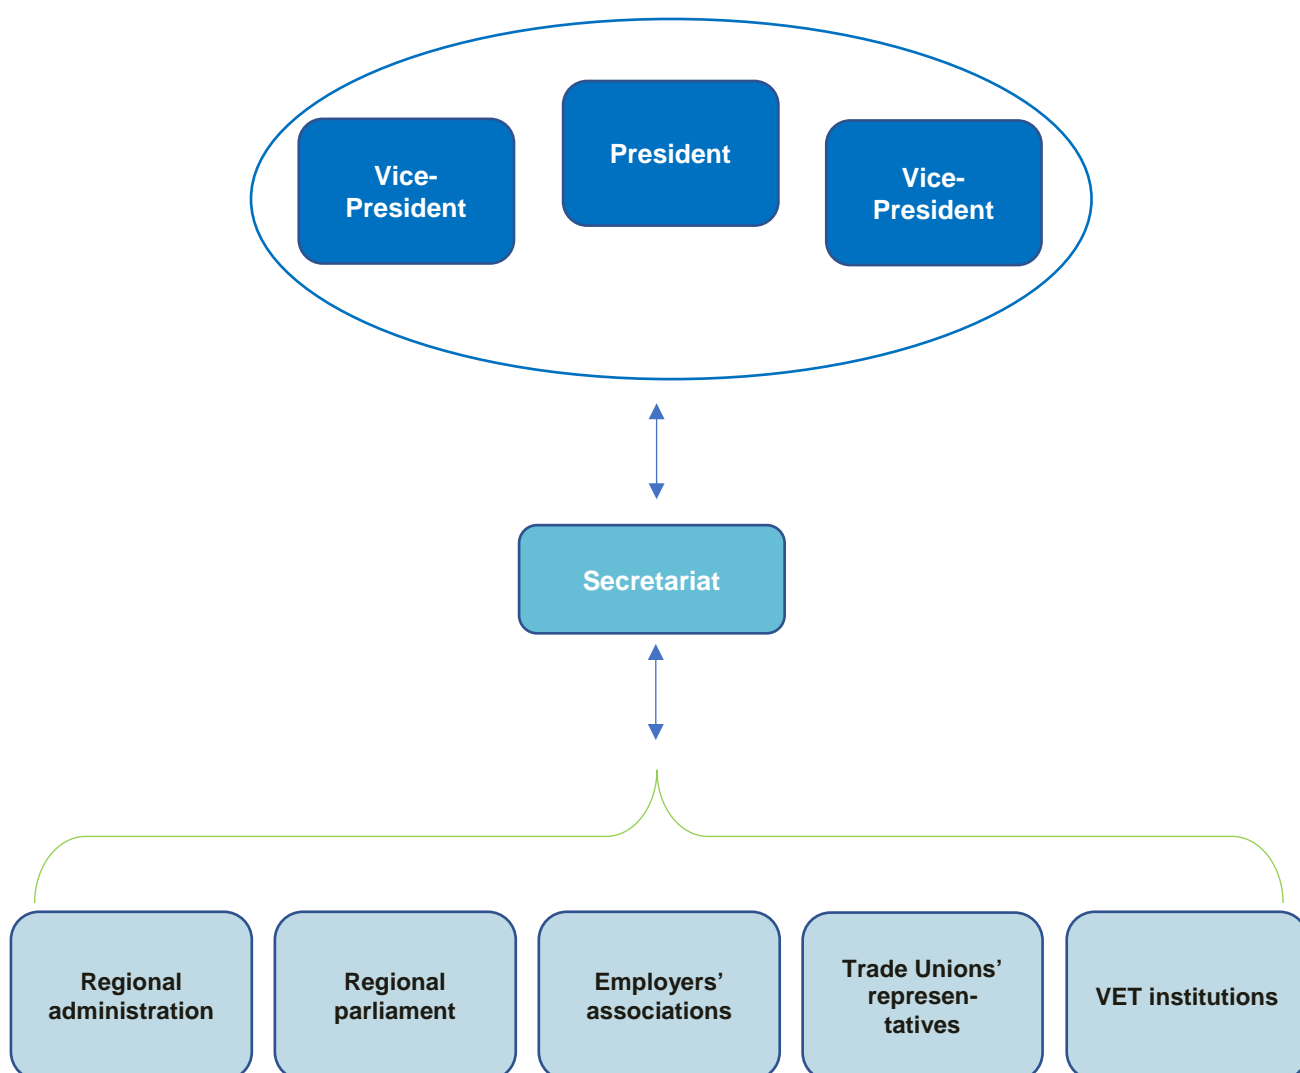 President
Vice-
President
Vice-
President
Secretariat
Regional
administration
Regional
parliament
Employers’
associations
Trade Unions’
represen-
tatives
VET institutions